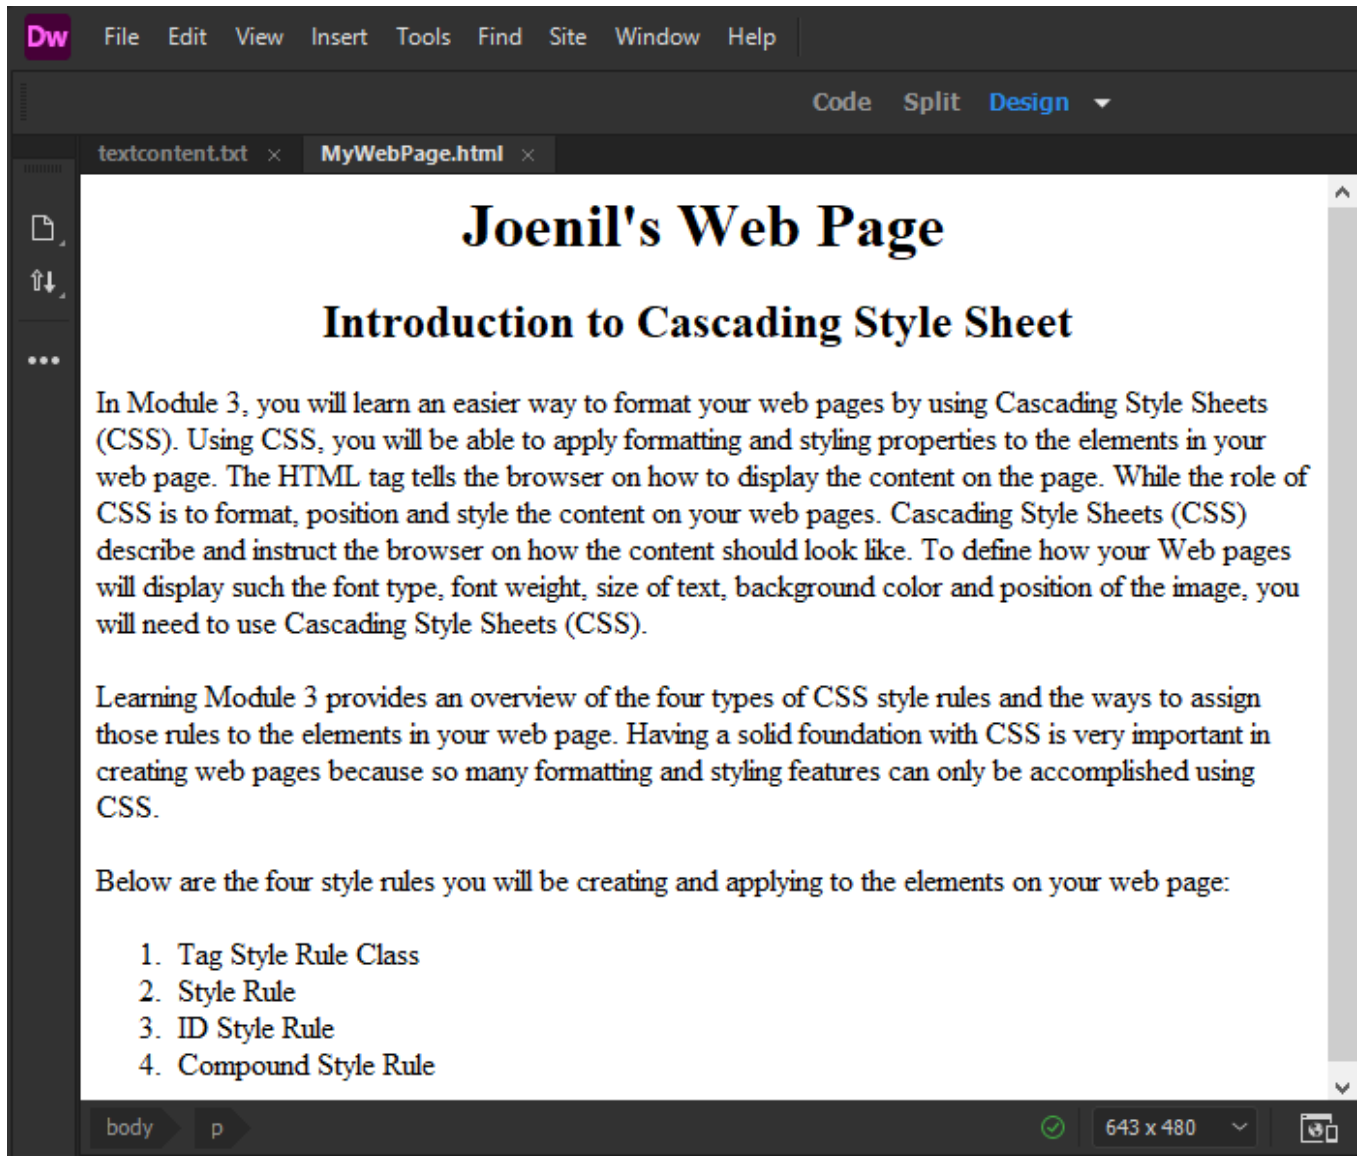 Dw File Edit View Insert Tools Find Site Window Help
Code Split Design
textcontent.txt × MyWebPage.html ×
Joenil's Web Page
Introduction to Cascading Style Sheet
In Module 3, you will learn an easier way to format your web pages by using Cascading Style Sheets
(CSS). Using CSS, you will be able to apply formatting and styling properties to the elements in your
web page. The HTML tag tells the browser on how to display the content on the page. While the role of
CSS is to format, position and style the content on your web pages. Cascading Style Sheets (CSS)
describe and instruct the browser on how the content should look like. To define how your Web pages
will display such the font type, font weight, size of text, background color and position of the image, you
will need to use Cascading Style Sheets (CSS).
Learning Module 3 provides an overview of the four types of CSS style rules and the ways to assign
those rules to the elements in your web page. Having a solid foundation with CSS is very important in
creating web pages because so many formatting and styling features can only be accomplished using
CSS.
Below are the four style rules you will be creating and applying to the elements on your web page:
1. Tag Style Rule Class
2. Style Rule
3. ID Style Rule
4. Compound Style Rule
body p 643 x 480